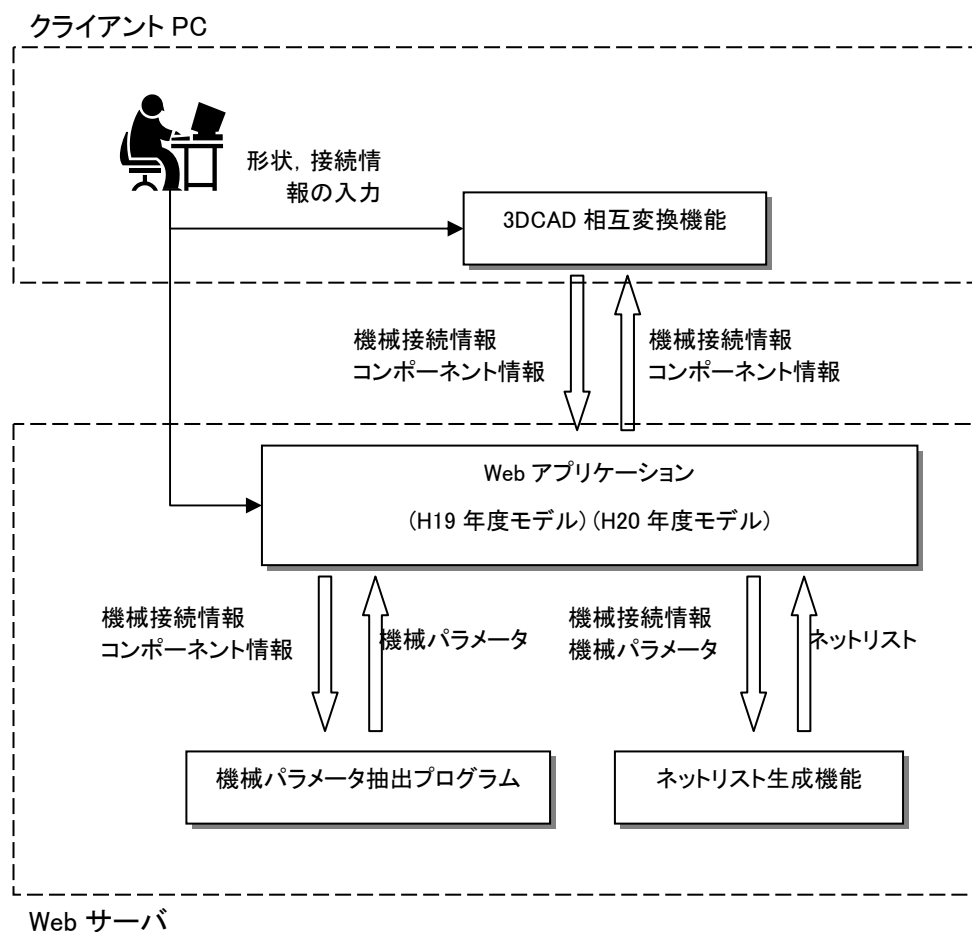 クライアント PC
形状, 接続情
報の入力
3DCAD 相互変換機能
機械接続情報
コンポーネント情報
機械接続情報
コンポーネント情報
Web アプリケーション
(H19 年度モデル)(H20 年度モデル)
機械接続情報
コンポーネント情報
機械パラメータ
機械接続情報
機械パラメータ
ネットリスト
機械パラメータ抽出プログラム
ネットリスト生成機能
Web サーバ